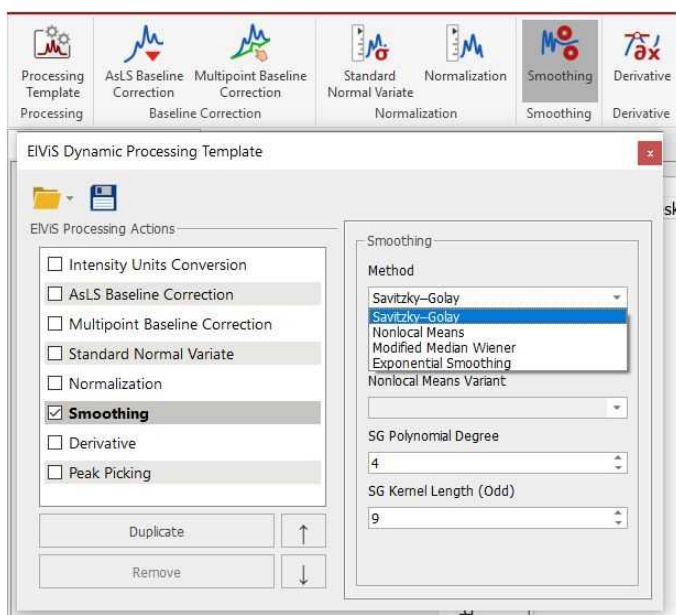 Processing Template
AsLS Baseline Correction
Multipoint Baseline Correction
Standard Normal Variate
Normalization
Smoothing
Derivative
Processing
Baseline Correction
Normalization
Smoothing
Derivative
ElViS Dynamic Processing Template
x
ElViS Processing Actions
Intensity Units Conversion
AsLS Baseline Correction
Multipoint Baseline Correction
Standard Normal Variate
Normalization
Smoothing
Derivative
Peak Picking
Duplicate
↑
Remove
↓
Smoothing
Method
Savitzky–Golay
Savitzky–Golay
Nonlocal Means
Modified Median Wiener
Exponential Smoothing
Nonlocal Means Variant
SG Polynomial Degree
4
SG Kernel Length (Odd)
9